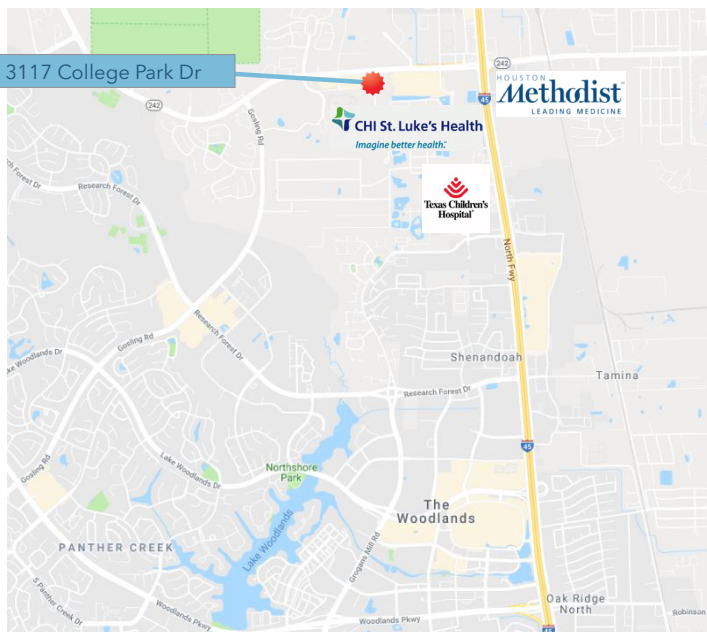 3117 College Park Dr
242
45
HOUSTON
Methodist
LEADING MEDICINE
242
Gosling Rd
CHI St. Luke's Health
Imagine better health.
Texas Children's
Hospital
Research Forest Dr
North Fwy
Research Forest Dr
Gosling Rd
Shenandoah
Tamina
Woodlands Dr
Research Forest Dr
45
Gosling Rd
Lake Woodlands Dr
Northshore
Park
The
Woodlands
PANTHER CREEK
Lake Woodlands
Grogans Mill Rd
S Panther Creek Dr
Woodlands Pkwy
Woodlands Pkwy
Oak Ridge
North
Robinson
45